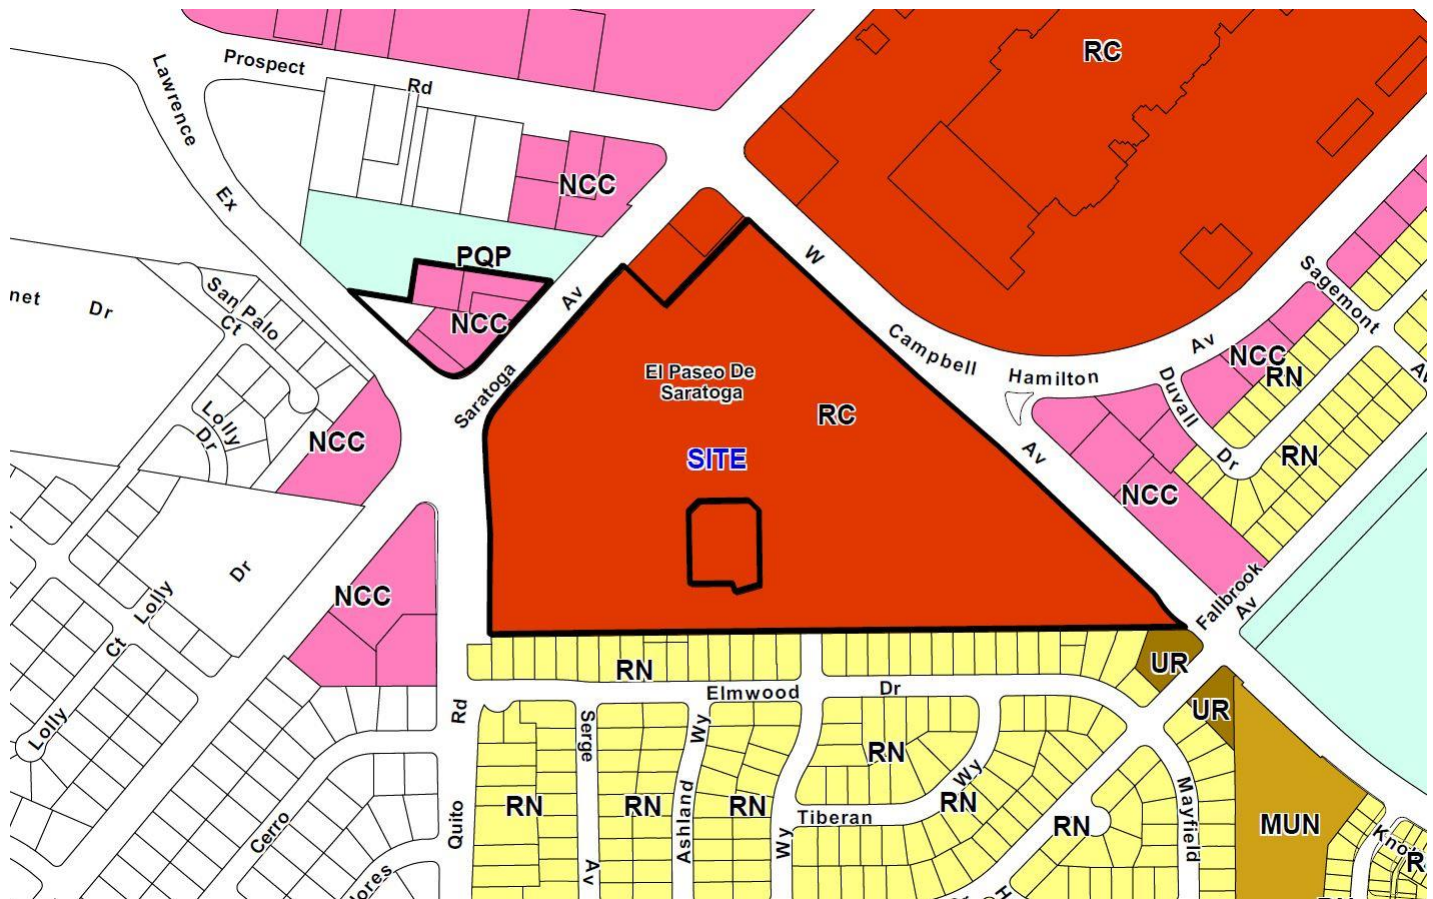 Prospect
Rd
RC
Lawrence
Ex
NCC
PQP
W
Sagemont
San Palo
Ct
net Dr
NCC
Av
Saratoga
Campbell
Av
Hamilton
Av
NCC
RN
Duvall
Dr
El Paseo De
Saratoga
RC
SITE
Lolly
Dr
NCC
RN
NCC
Dr
Lolly
Ct
Lolly
NCC
Fallbrook
Av
UR
RN
Elmwood
Dr
UR
Rd
Serge
Av
Wy
Ashland
RN
Wy
RN
RN
RN
RN
Wy
Tiberan
RN
MUN
Mayfield
Quito
Cerro
ores
Kno
R
H